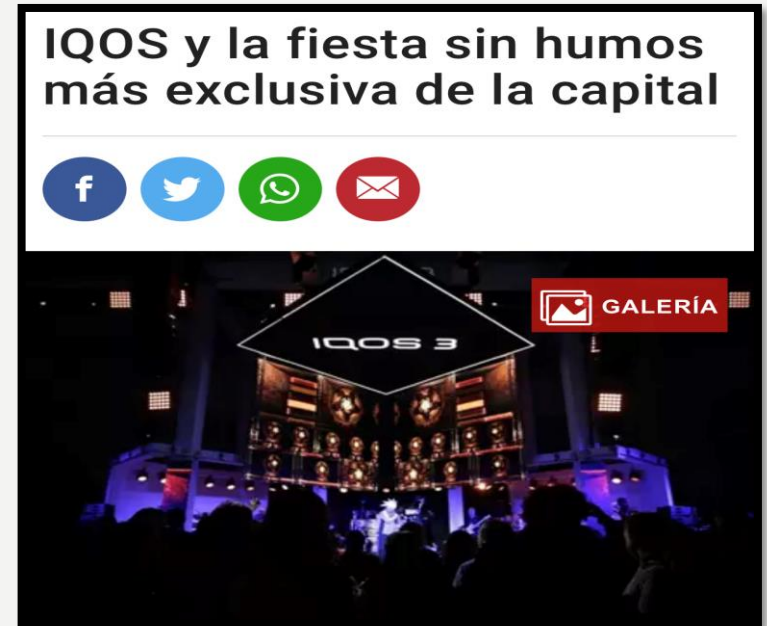 IQOS y la fiesta sin humos
más exclusiva de la capital
f
GALERÍA
IQOS 3